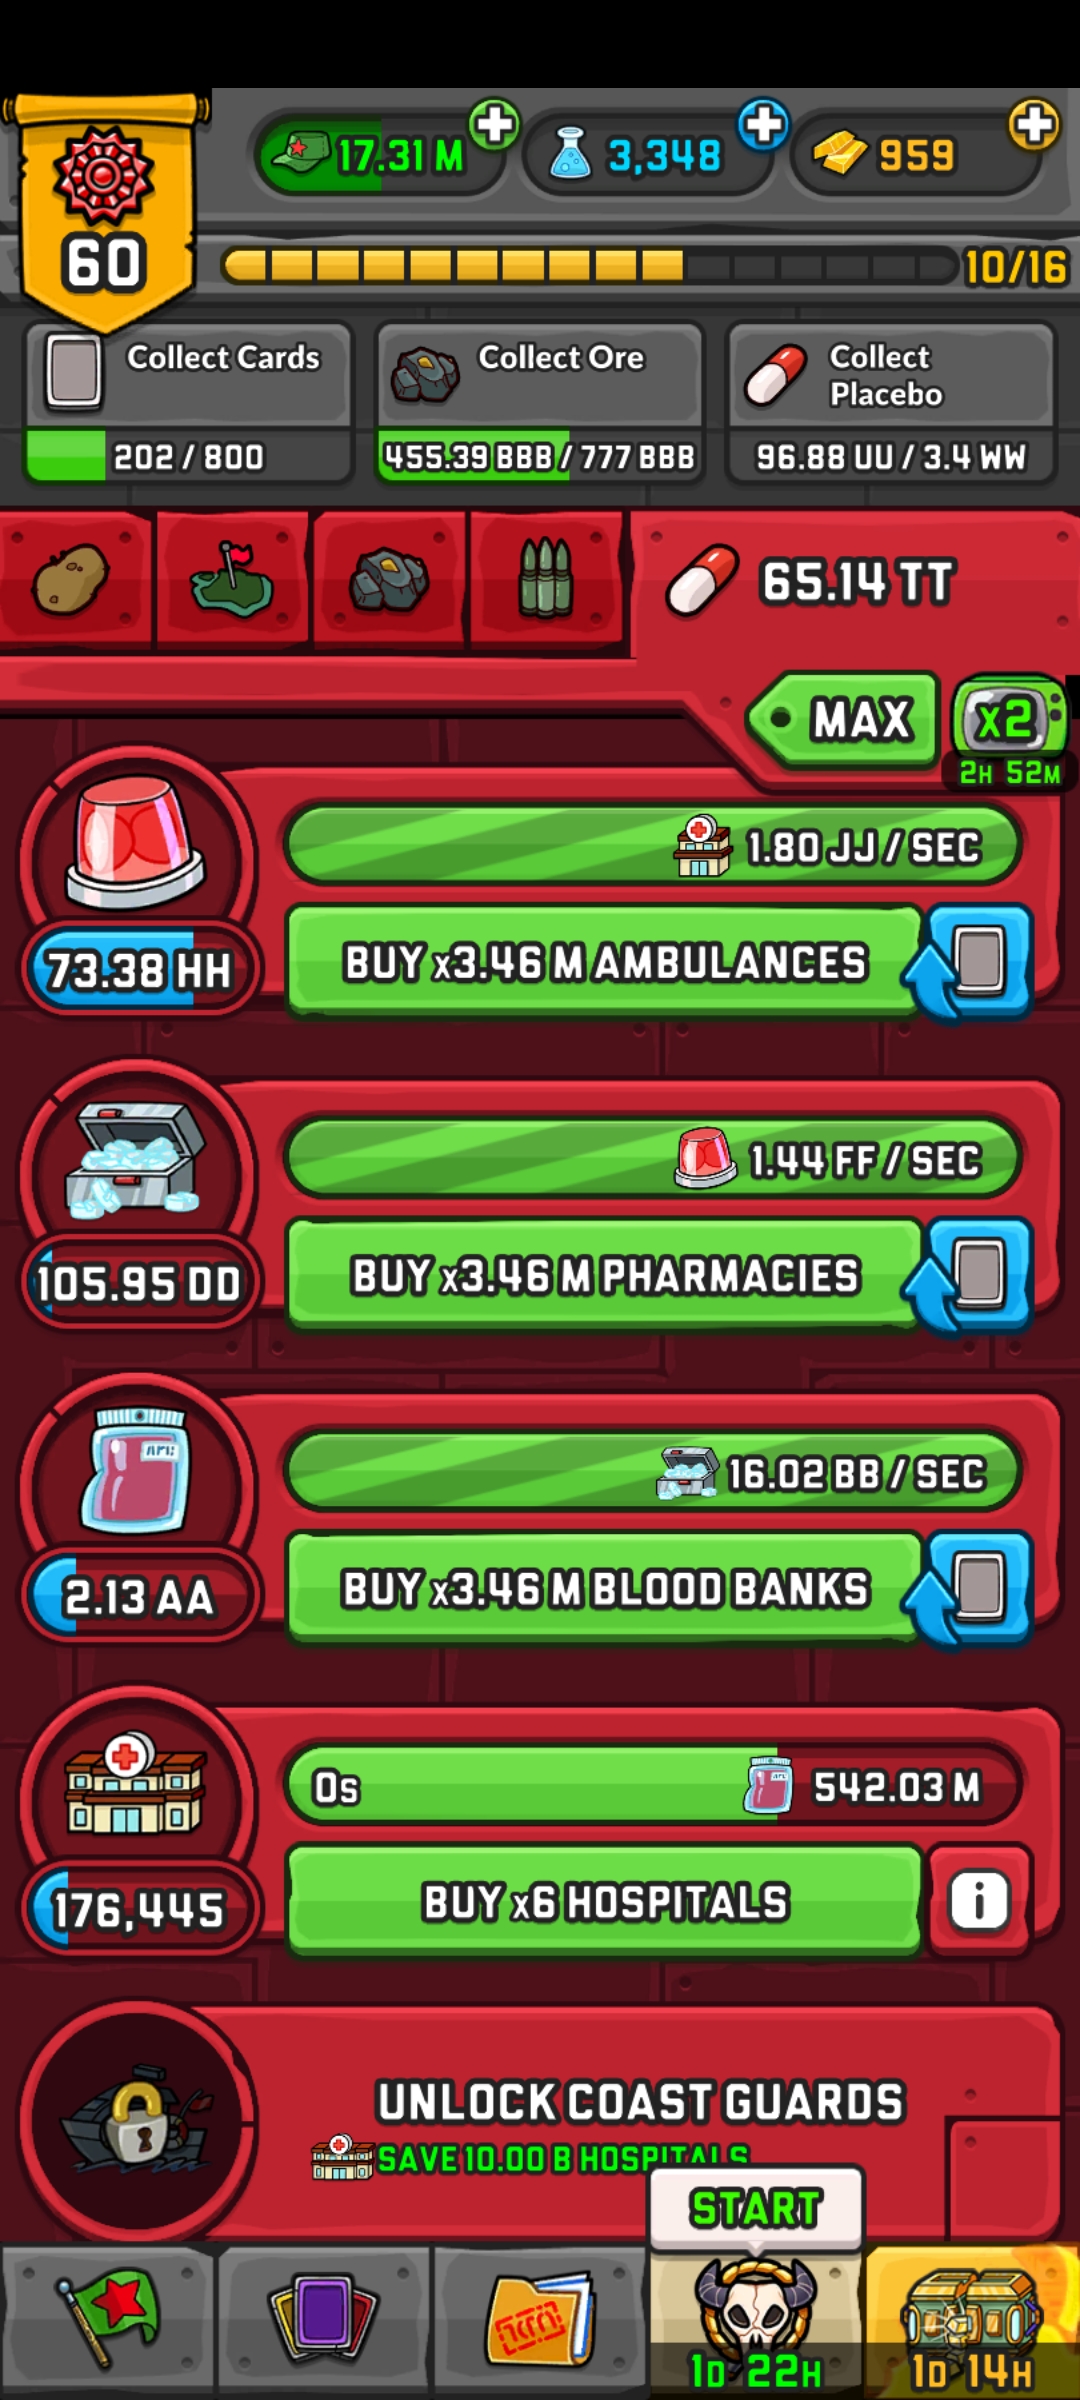 17.31 M
3,348
959
60
10/16
Collect Cards
Collect Ore
Collect
Placebo
202 / 800
455.39 BBB / 777 BBB
96.88 UU / 3.4 WW
65.14 TT
MAX
x2
2H 52M
1.80 JJ / SEC
73.38 HH
BUY x3.46 M AMBULANCES
1.44 FF / SEC
105.95 DD
BUY x3.46 M PHARMACIES
16.02 BB / SEC
2.13 AA
BUY x3.46 M BLOOD BANKS
0s
542.03 M
176,445
BUY x6 HOSPITALS
i
UNLOCK COAST GUARDS
SAVE 10.00 B HOSPITALS
START
1D 22H
1D 14H